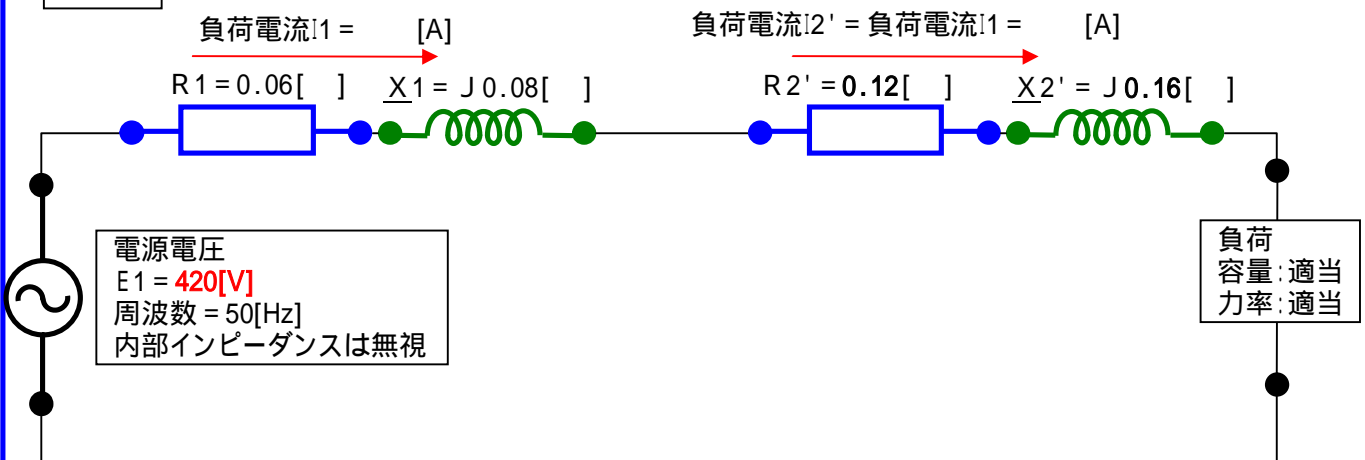 負荷電流I1 = [A]
負荷電流I2' = 負荷電流I1 = [A]
R1 = 0.06[ ]
X1 = J 0.08[ ]
R2' = 0.12[ ]
X2' = J 0.16[ ]
電源電圧
E1 = 420[V]
周波数 = 50[Hz]
内部インピーダンスは無視
負荷
容量:適当
力率:適当